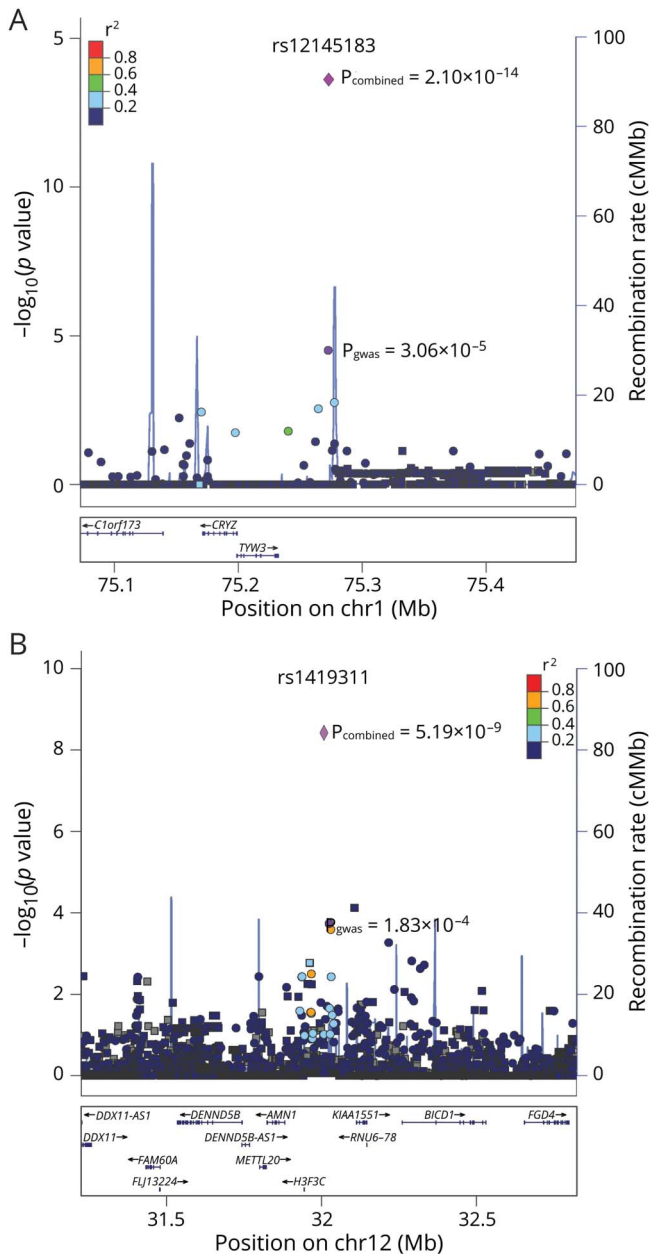 A
r²
0.8
0.6
0.4
0.2
rs12145183
P_combined = 2.10×10⁻¹⁴
P_gwas = 3.06×10⁻⁵
–log₁₀(p value)
5
10
5
0
Recombination rate (cMMb)
100
80
60
40
20
0
←C1orf173
←CRYZ
TYW3→
75.1 75.2 75.3 75.4
Position on chr1 (Mb)
B
rs1419311
r²
0.8
0.6
0.4
0.2
P_combined = 5.19×10⁻⁹
P_gwas = 1.83×10⁻⁴
–log₁₀(p value)
10
8
6
4
2
0
Recombination rate (cMMb)
100
80
60
40
20
0
←DDX11-AS1 ←DENND5B ←AMN1 KIAA1551→ BICD1→ FGD4→
DDX11→ DENND5B-AS1→ ←RNU6–78
←FAM60A METTL20→
FLJ13224→ ←H3F3C
31.5 32 32.5
Position on chr12 (Mb)